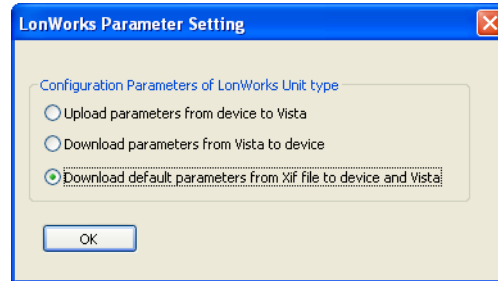 LonWorks Parameter Setting
Configuration Parameters of LonWorks Unit type
Upload parameters from device to Vista
Download parameters from Vista to device
Download default parameters from Xif file to device and Vista
OK